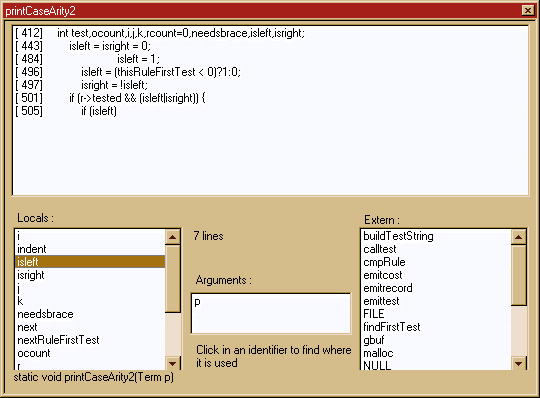 printCaseArity2
[ 412] int test,ocount,i,j,k,rcount=0,needsbrace,isleft,isright;
[ 443] isleft = isright = 0;
[ 484] isleft = 1;
[ 496] isleft = (thisRuleFirstTest < 0)?1:0;
[ 497] isright = !isleft;
[ 501] if (r->tested && (isleft|isright)) {
[ 505] if (isleft)
Locals :
i
indent
isleft
isright
j
k
needsbrace
next
nextRuleFirstTest
ocount
r
7 lines
Arguments :
p
Click in an identifier to find where
it is used
Extern :
buildTestString
calltest
cmpRule
emitcost
emitrecord
emittest
FILE
findFirstTest
gbuf
malloc
NULL
static void printCaseArity2(Term p)